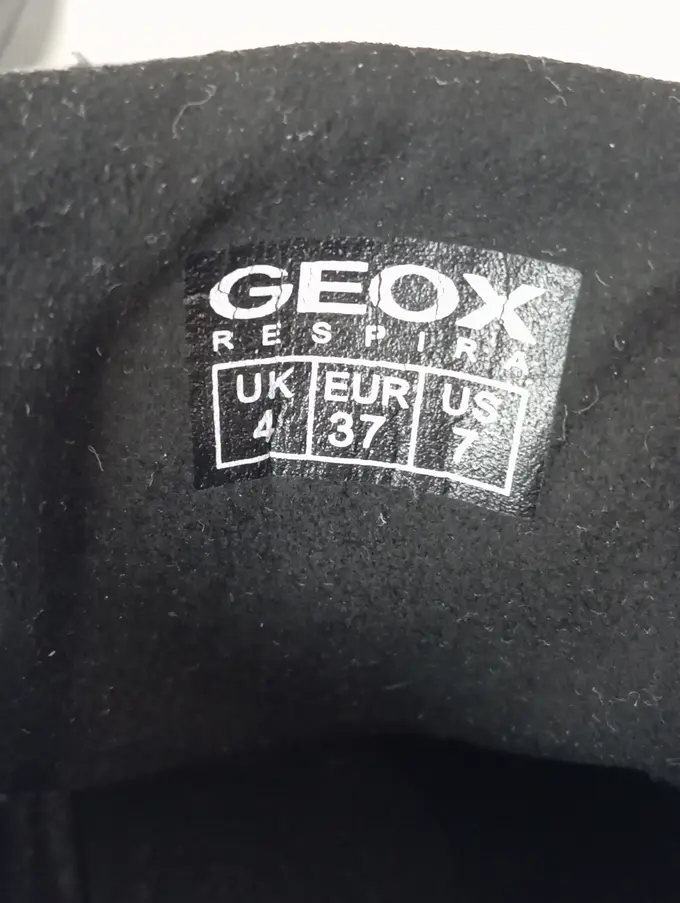 GEOX
RESPIRA
UK EUR US
4 37 7